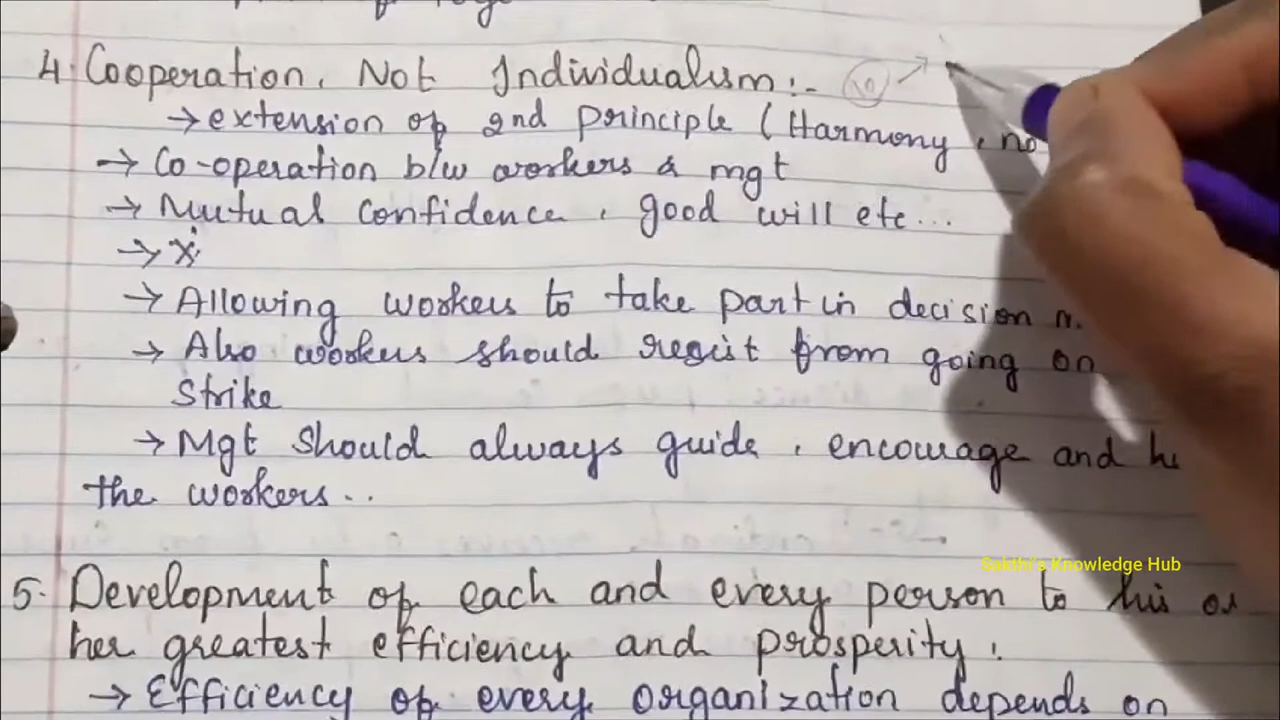 4. Cooperation, Not Individualism :-
→ extension of 2nd principle (Harmony, no
→ Co-operation b/w workers & mgt
→ Mutual confidence, good will etc...
→
→ Allowing workers to take part in decision
→ Also workers should resist from going on
Strike
→ Mgt should always guide, encourage and
the workers..
Sakthi's Knowledge Hub
5. Development of each and every person to his or
her greatest efficiency and prosperity.
→ Efficiency of every organization depends on